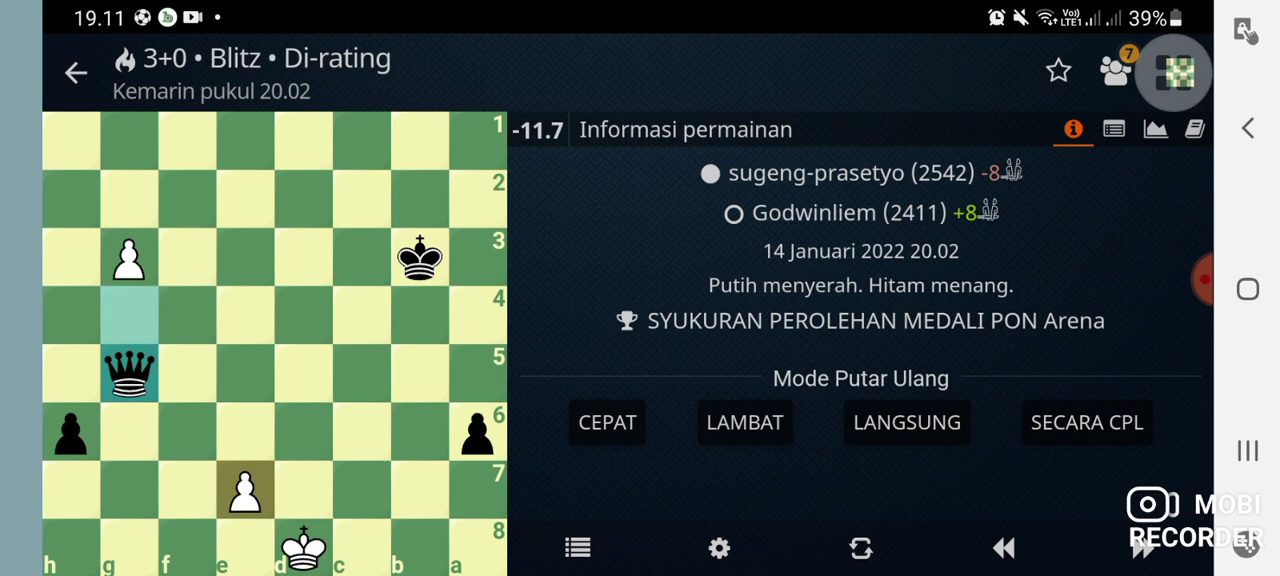 19.11
Vo))
LTE1
39%
3+0 • Blitz • Di-rating
Kemarin pukul 20.02
7
-11.7
Informasi permainan
sugeng-prasetyo (2542) -8
Godwinliem (2411) +8
14 Januari 2022 20.02
Putih menyerah. Hitam menang.
SYUKURAN PEROLEHAN MEDALI PON Arena
Mode Putar Ulang
CEPAT
LAMBAT
LANGSUNG
SECARA CPL
1
2
3
4
5
6
7
8
h g f e d c b a
MOBI
RECORDER